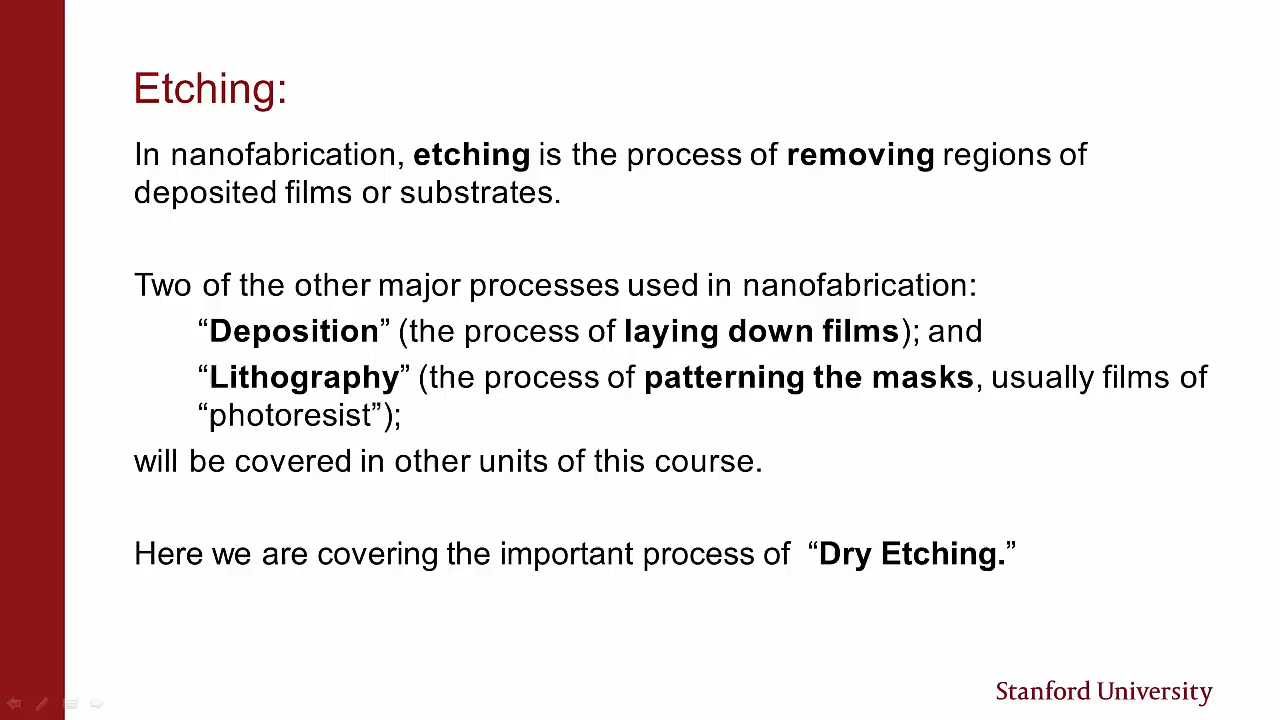 Etching:
In nanofabrication, etching is the process of removing regions of
deposited films or substrates.
Two of the other major processes used in nanofabrication:
“Deposition” (the process of laying down films); and
“Lithography” (the process of patterning the masks, usually films of
“photoresist”);
will be covered in other units of this course.
Here we are covering the important process of “Dry Etching.”
Stanford University